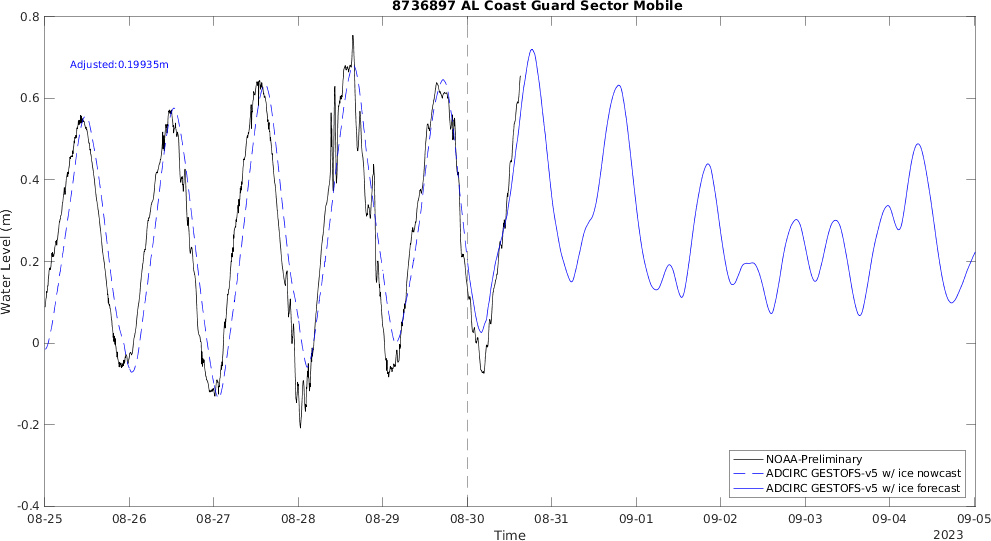 8736897 AL Coast Guard Sector Mobile
0.8
Adjusted:0.19935m
0.6
0.4
0.2
0
-0.2
-0.4
Water Level (m)
NOAA-Preliminary
ADCIRC GESTOFS-v5 w/ ice nowcast
ADCIRC GESTOFS-v5 w/ ice forecast
08-25 08-26 08-27 08-28 08-29 08-30 08-31 09-01 09-02 09-03 09-04 09-05
Time
2023